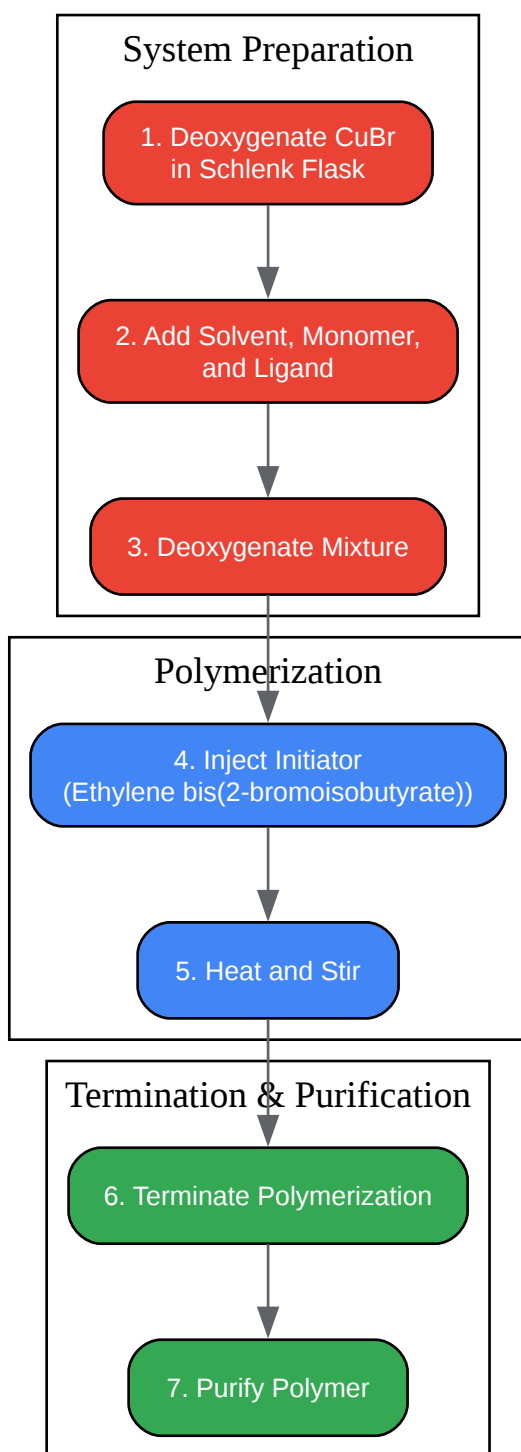 System Preparation
1. Deoxygenate CuBr
in Schlenk Flask
2. Add Solvent, Monomer,
and Ligand
3. Deoxygenate Mixture
Polymerization
4. Inject Initiator
(Ethylene bis(2-bromoisobutyrate))
5. Heat and Stir
Termination & Purification
6. Terminate Polymerization
7. Purify Polymer